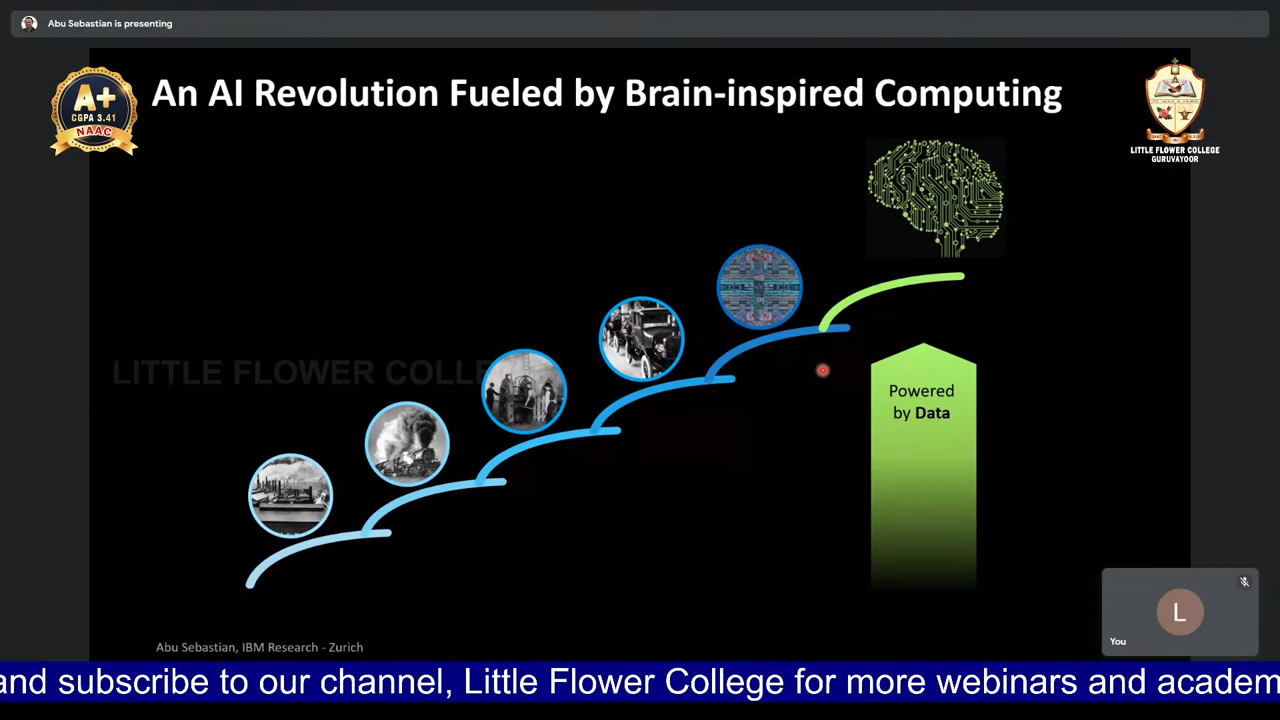 Abu Sebastian is presenting
A+
CGPA 3.41
NAAC
An AI Revolution Fueled by Brain-inspired Computing
LITTLE FLOWER COLLEGE
GURUVAYOOR
LITTLE FLOWER COLLE
Powered
by Data
L
You
Abu Sebastian, IBM Research - Zurich
and subscribe to our channel, Little Flower College for more webinars and academ